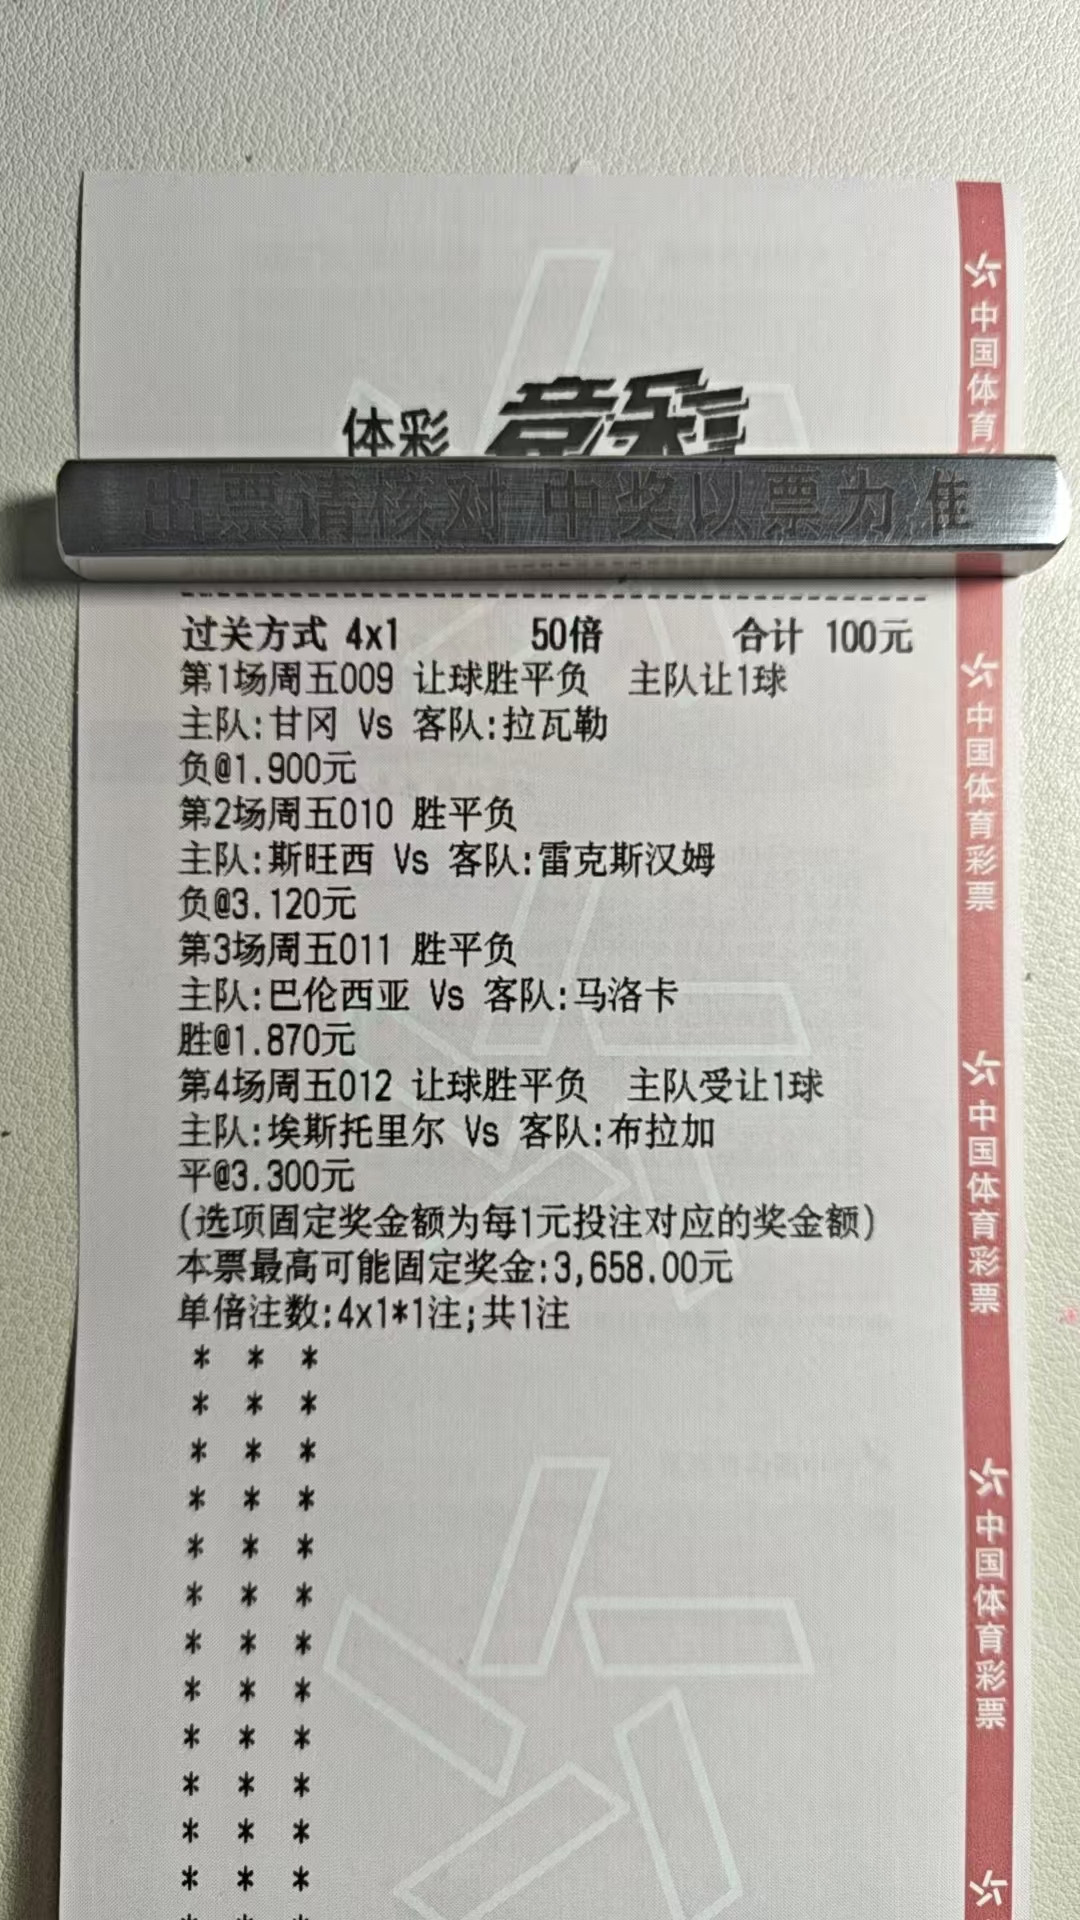 体彩 竞彩
出票请核对 中奖以票为准
过关方式 4x1 50倍 合计 100元
第1场周五009 让球胜平负 主队让1球
主队:甘冈 Vs 客队:拉瓦勒
负@1.900元
第2场周五010 胜平负
主队:斯旺西 Vs 客队:雷克斯汉姆
负@3.120元
第3场周五011 胜平负
主队:巴伦西亚 Vs 客队:马洛卡
胜@1.870元
第4场周五012 让球胜平负 主队受让1球
主队:埃斯托里尔 Vs 客队:布拉加
平@3.300元
(选项固定奖金额为每1元投注对应的奖金额)
本票最高可能固定奖金:3,658.00元
单倍注数:4x1*1注;共1注
* * *
* * *
* * *
* * *
* * *
* * *
* * *
* * *
* * *
* * *
* * *
* * *
* * *
中国体育
中国体育彩票
中国体育彩票
中国体育彩票